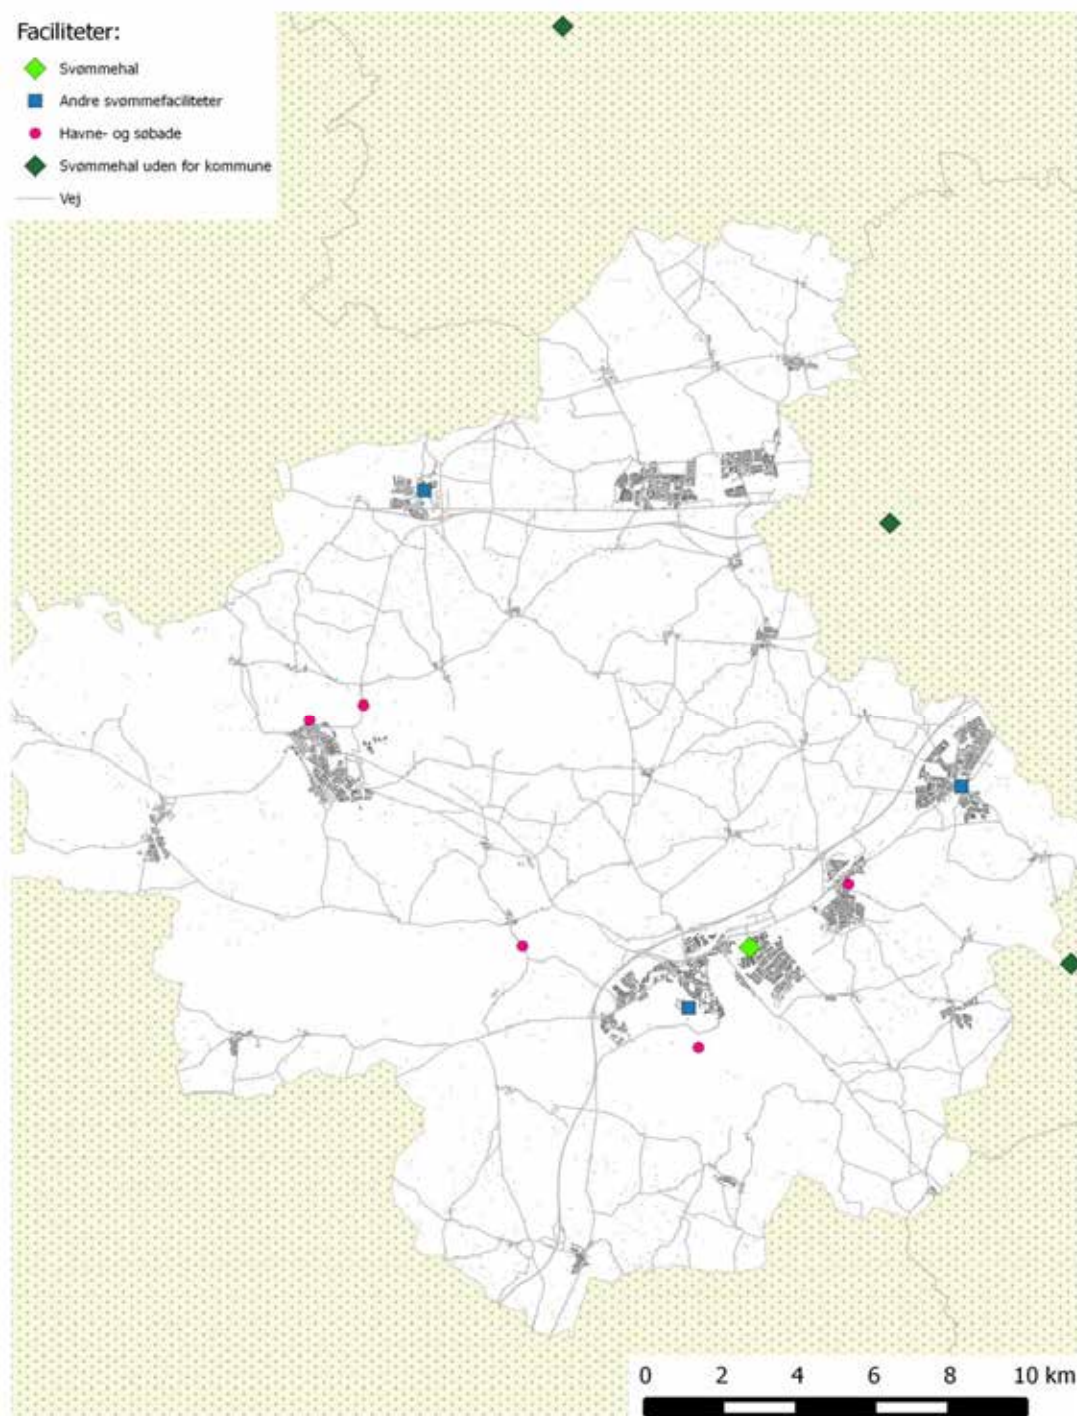 Faciliteter:
Svømmehal
Andre svømmefaciliteter
Havne- og søbade
Svømmehal uden for kommune
Vej
0 2 4 6 8 10 km